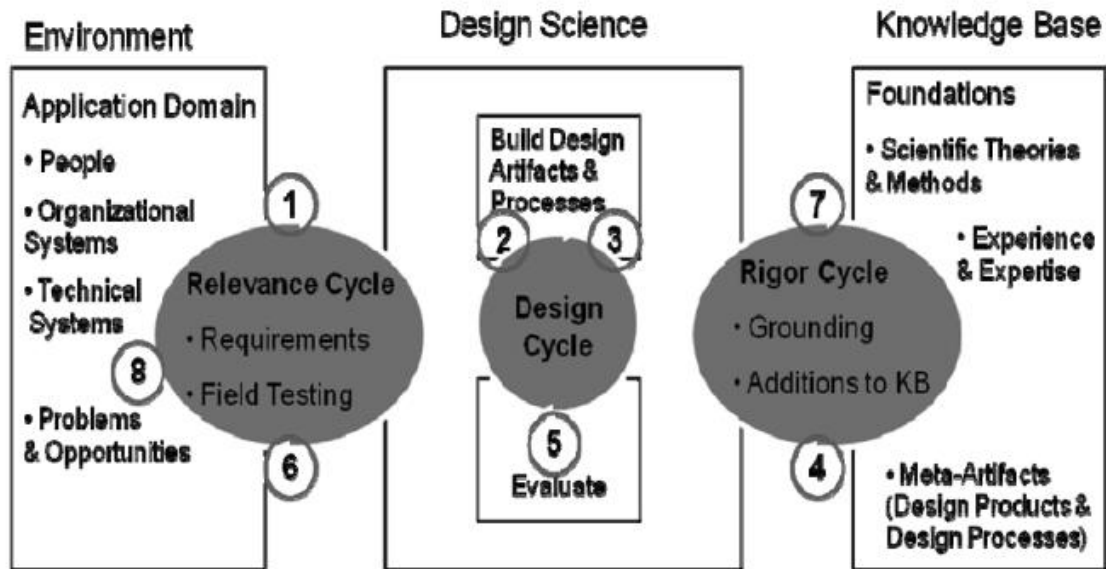 Environment
Application Domain
• People
• Organizational
Systems
• Technical
Systems
• Problems
& Opportunities
1
Relevance Cycle
• Requirements
• Field Testing
8
6
Design Science
Build Design
Artifacts &
Processes
2
3
Design
Cycle
5
Evaluate
7
Rigor Cycle
• Grounding
• Additions to KB
4
Knowledge Base
Foundations
• Scientific Theories
& Methods
• Experience
& Expertise
• Meta-Artifacts
(Design Products &
Design Processes)